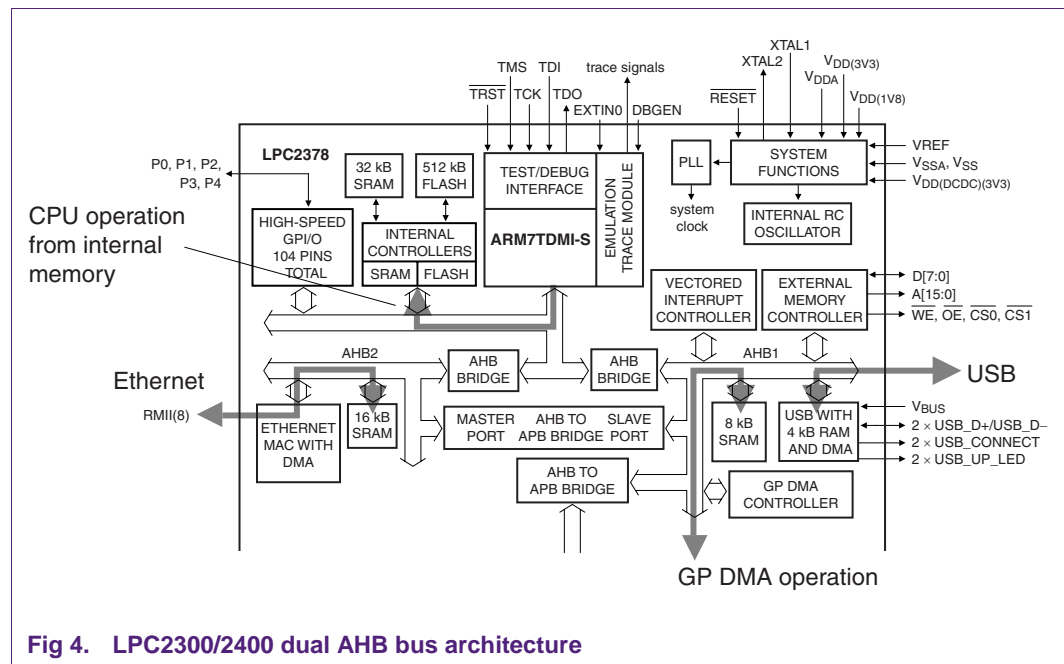 XTAL1
XTAL2
VDD(3V3)
VDDA
VDD(1V8)
TMS
TDI
trace signals
TRST
TCK
TDO
EXTIN0
DBGEN
RESET
LPC2378
P0, P1, P2,
P3, P4
32 kB
SRAM
512 kB
FLASH
TEST/DEBUG
INTERFACE
EMULATION
TRACE MODULE
PLL
system
clock
SYSTEM
FUNCTIONS
VREF
VSSA, VSS
VDD(DCDC)(3V3)
INTERNAL RC
OSCILLATOR
CPU operation
from internal
memory
HIGH-SPEED
GPI/O
104 PINS
TOTAL
INTERNAL
CONTROLLERS
SRAM
FLASH
ARM7TDMI-S
VECTORED
INTERRUPT
CONTROLLER
EXTERNAL
MEMORY
CONTROLLER
D[7:0]
A[15:0]
WE, OE, CS0, CS1
AHB2
AHB
BRIDGE
AHB
BRIDGE
AHB1
Ethernet
RMII(8)
USB
ETHERNET
MAC WITH
DMA
16 kB
SRAM
MASTER
PORT
AHB TO
APB BRIDGE
SLAVE
PORT
8 kB
SRAM
USB WITH
4 kB RAM
AND DMA
VBUS
2 × USB_D+/USB_D−
2 × USB_CONNECT
2 × USB_UP_LED
AHB TO
APB BRIDGE
GP DMA
CONTROLLER
GP DMA operation
Fig 4. LPC2300/2400 dual AHB bus architecture